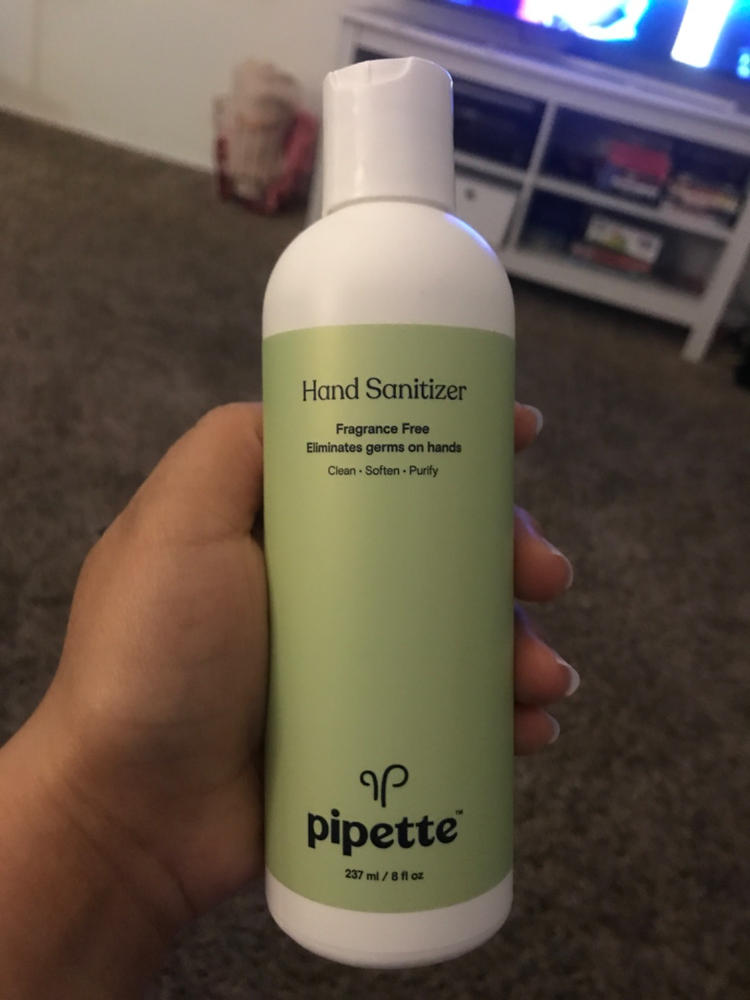 Hand Sanitizer
Fragrance Free
Eliminates germs on hands
Clean · Soften · Purify
pipette™
237 ml / 8 fl oz